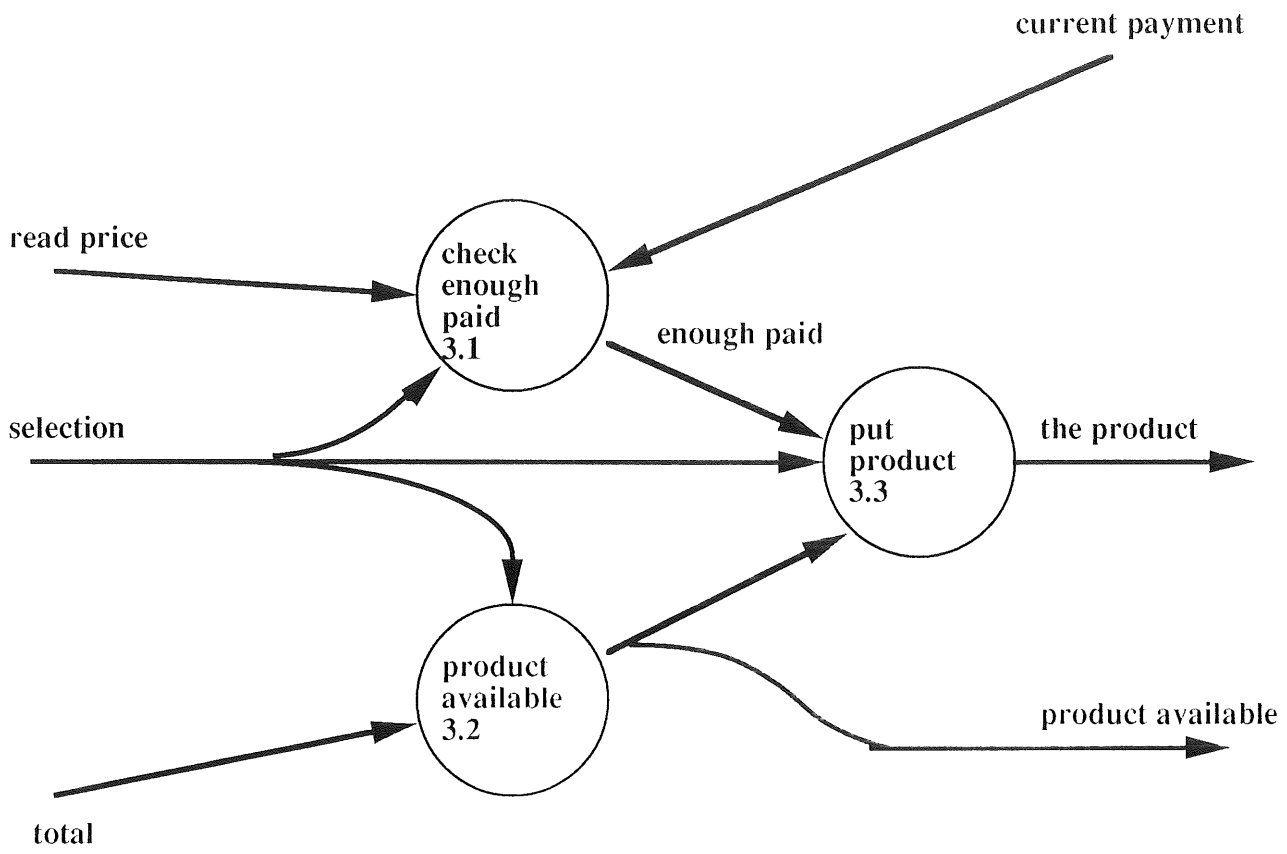 current payment
read price
check
enough
paid
3.1
enough paid
selection
put
product
3.3
the product
product
available
3.2
product available
total